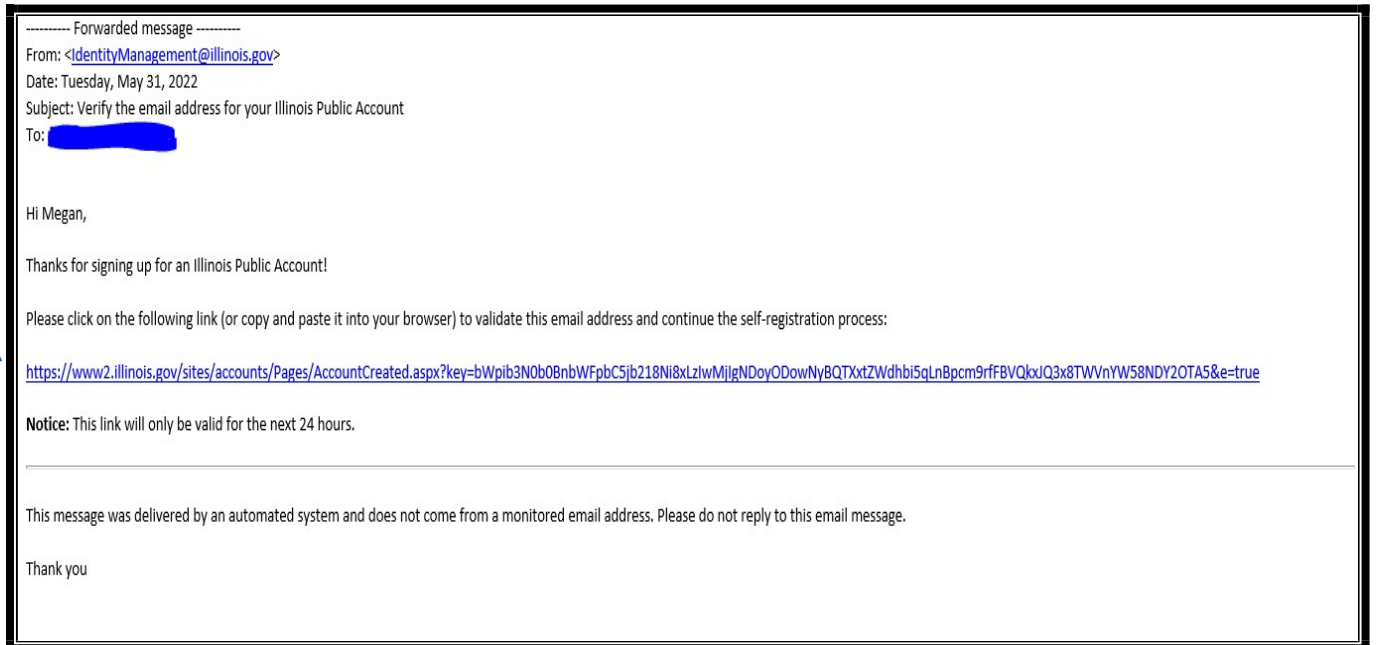 ---------- Forwarded message ----------
From: <IdentityManagement@illinois.gov>
Date: Tuesday, May 31, 2022
Subject: Verify the email address for your Illinois Public Account
To:
Hi Megan,
Thanks for signing up for an Illinois Public Account!
Please click on the following link (or copy and paste it into your browser) to validate this email address and continue the self-registration process:
https://www2.illinois.gov/sites/accounts/Pages/AccountCreated.aspx?key=bWpib3N0b0BnbWFpbC5jb218Ni8xLzIwMjIgNDoyODowNyBQTXxtZWdhbi5qLnBpcm9rfFBVQkxJQ3x8TWVnYW58NDY2OTA5&e=true
Notice: This link will only be valid for the next 24 hours.
This message was delivered by an automated system and does not come from a monitored email address. Please do not reply to this email message.
Thank you